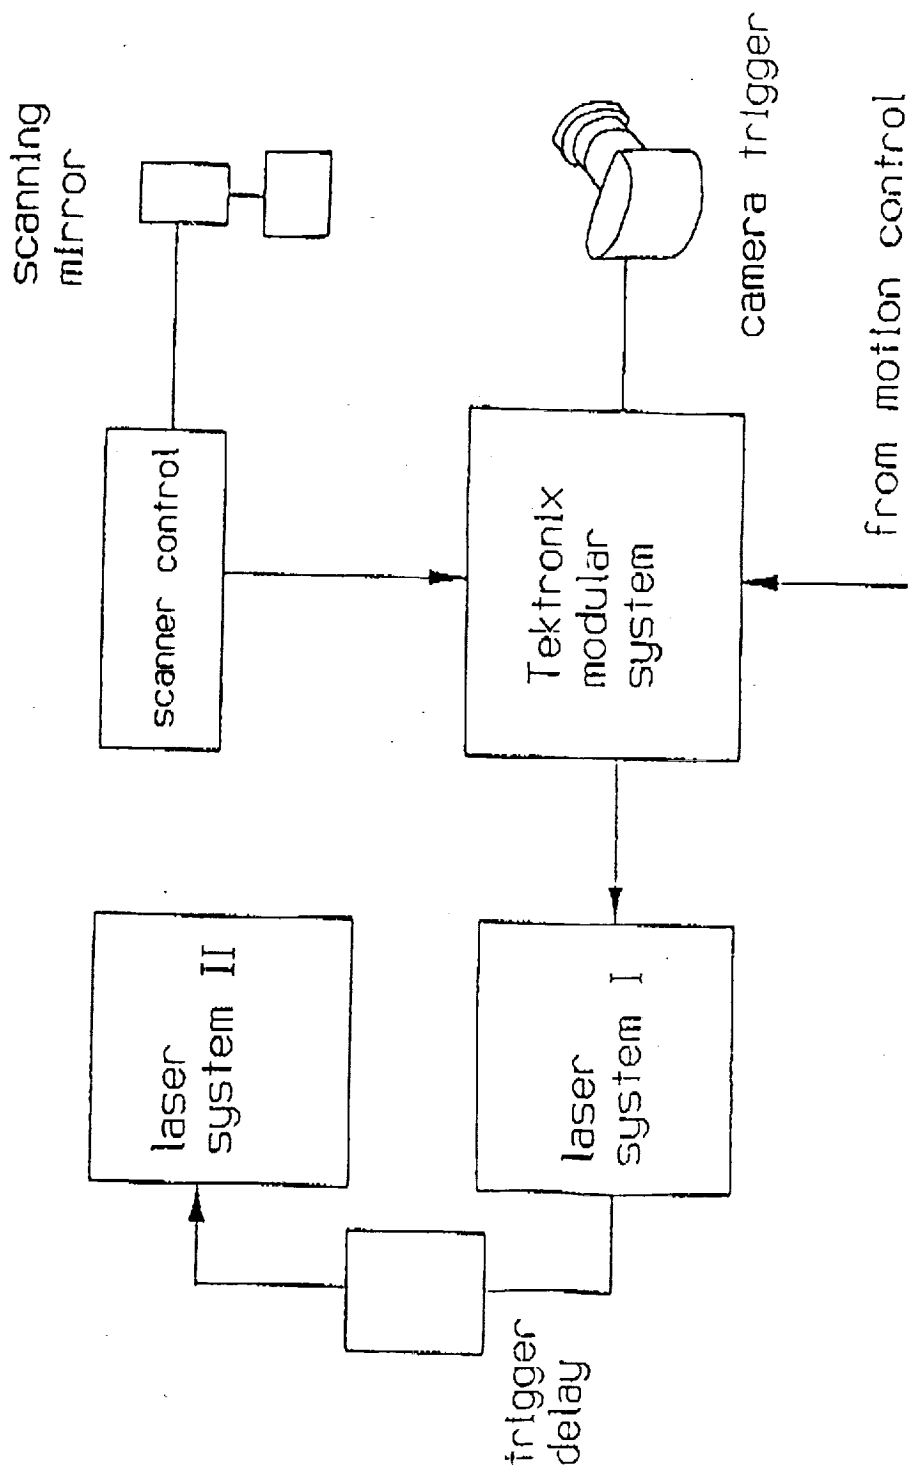 scanning
mirror
scanner control
laser
system II
camera trigger
Tektronix
modular
system
laser
system I
trigger
delay
from motion control